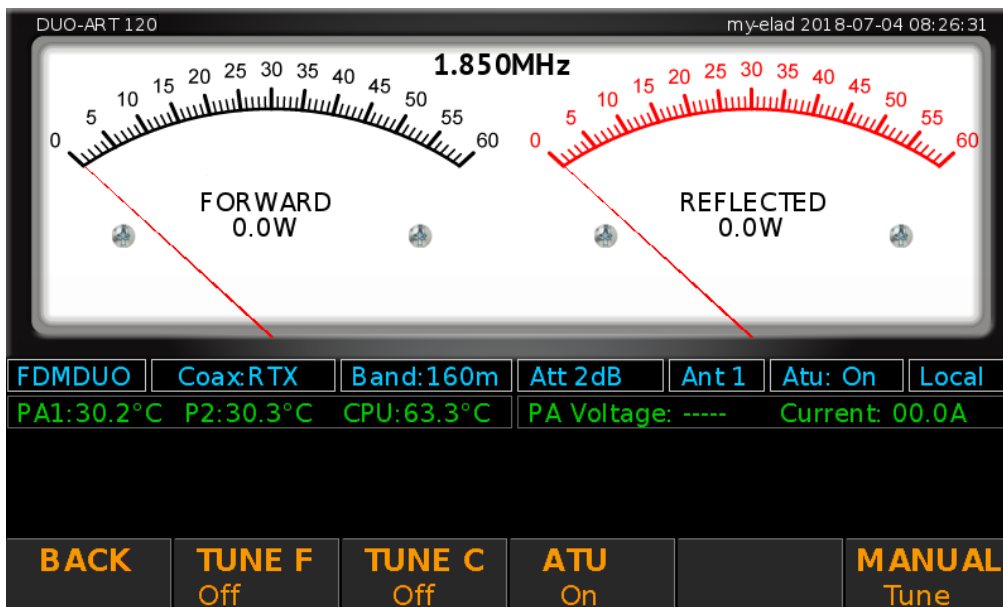 DUO-ART 120
my-elad 2018-07-04 08:26:31
1.850MHz
0 5 10 15 20 25 30 35 40 45 50 55 60
FORWARD
0.0W
0 5 10 15 20 25 30 35 40 45 50 55 60
REFLECTED
0.0W
FDMDUO Coax:RTX Band:160m Att 2dB Ant 1 Atu: On Local
PA1:30.2°C P2:30.3°C CPU:63.3°C PA Voltage: ----- Current: 00.0A
BACK
TUNE F
Off
TUNE C
Off
ATU
On
MANUAL
Tune